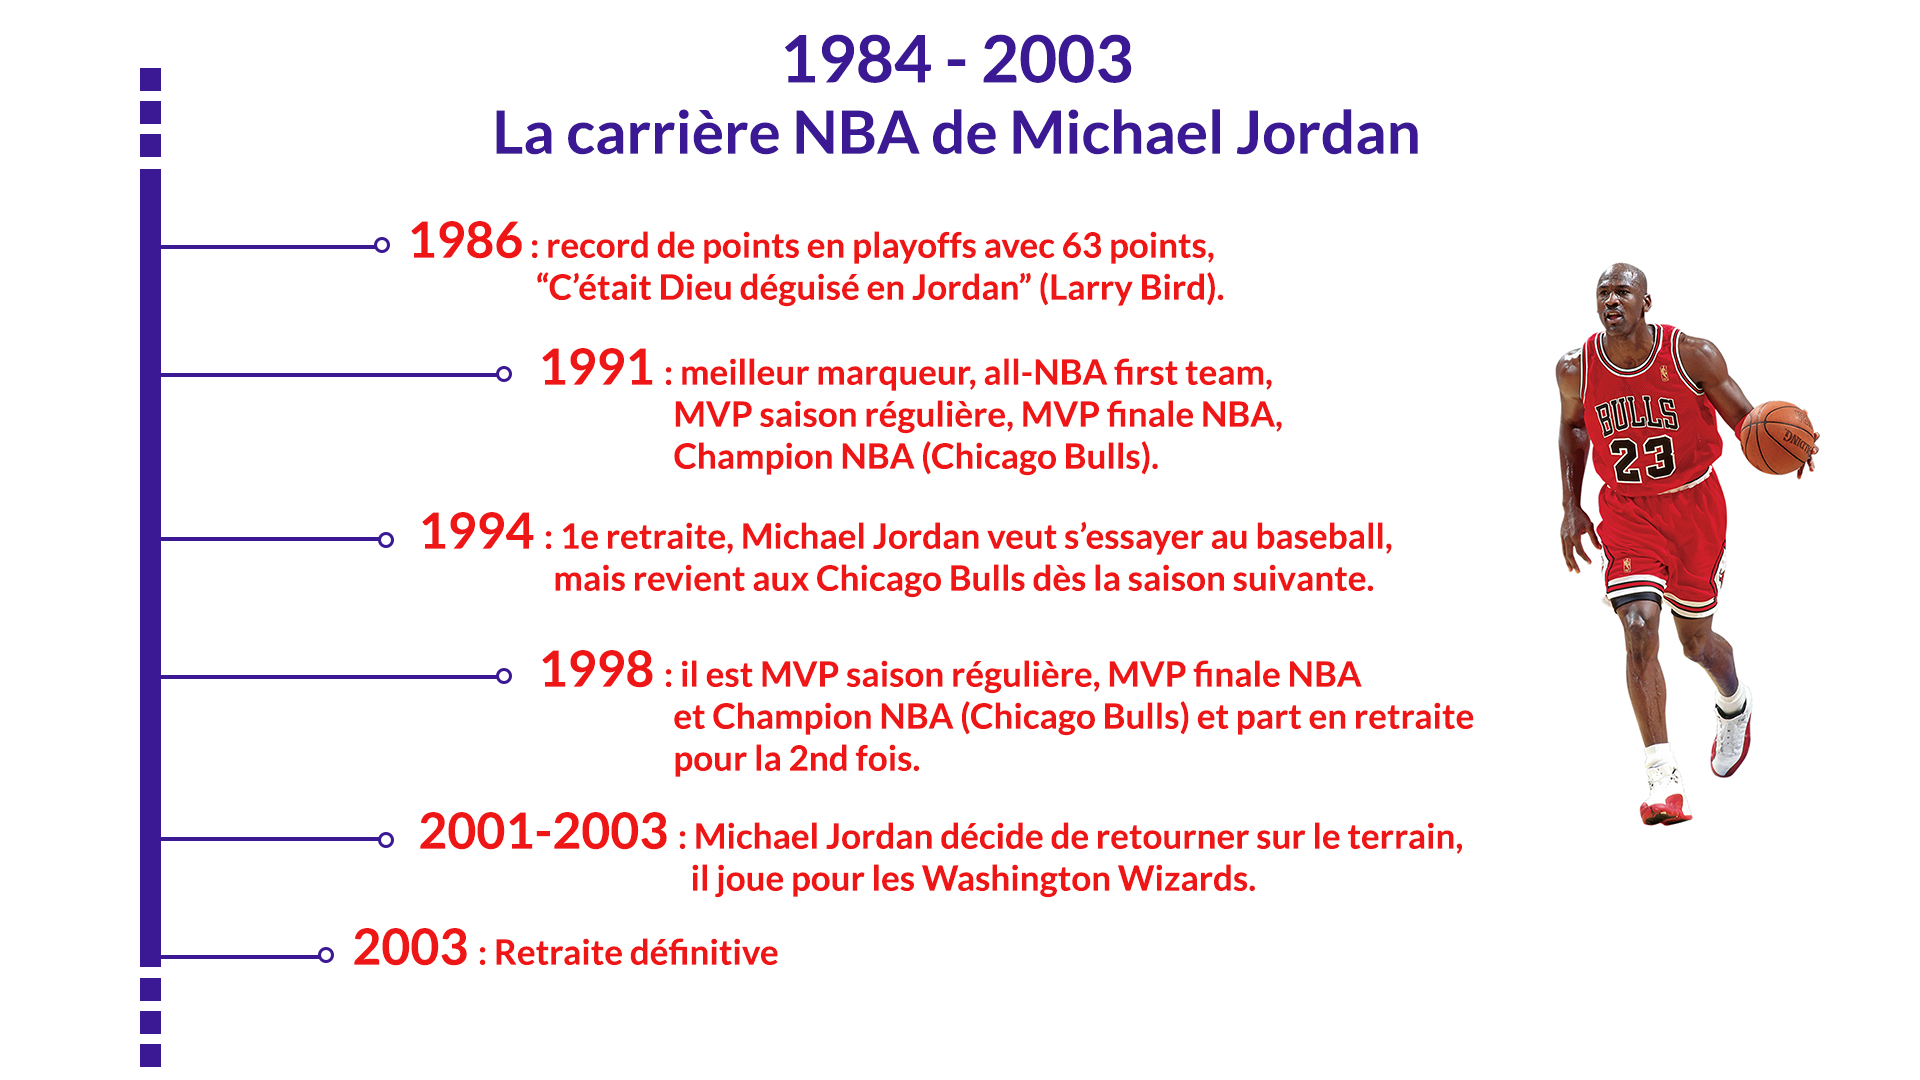 1984 - 2003
La carrière NBA de Michael Jordan
1986 : record de points en playoffs avec 63 points,
“C’était Dieu déguisé en Jordan” (Larry Bird).
1991 : meilleur marqueur, all-NBA first team,
MVP saison régulière, MVP finale NBA,
Champion NBA (Chicago Bulls).
1994 : 1e retraite, Michael Jordan veut s’essayer au baseball,
mais revient aux Chicago Bulls dès la saison suivante.
1998 : il est MVP saison régulière, MVP finale NBA
et Champion NBA (Chicago Bulls) et part en retraite
pour la 2nd fois.
2001-2003 : Michael Jordan décide de retourner sur le terrain,
il joue pour les Washington Wizards.
2003 : Retraite définitive
BULLS
23
SPALDING